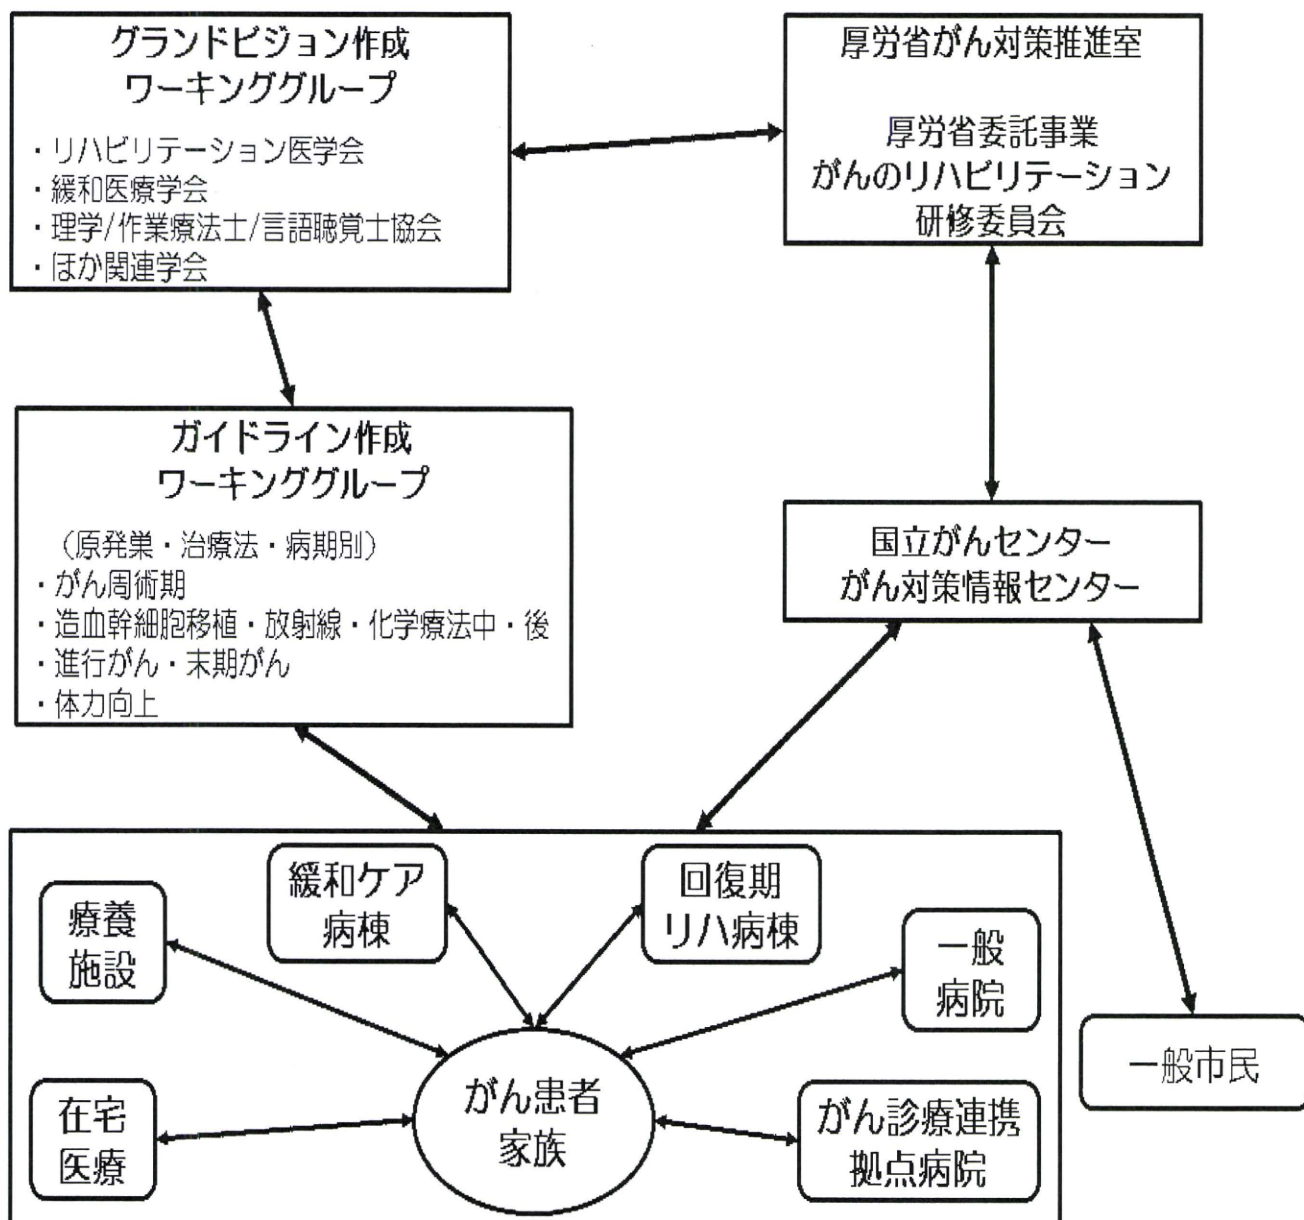 グランドビジョン作成
ワーキンググループ
・リハビリテーション医学会
・緩和医療学会
・理学/作業療法士/言語聴覚士協会
・ほか関連学会
厚労省がん対策推進室
厚労省委託事業
がんのリハビリテーション
研修委員会
ガイドライン作成
ワーキンググループ
（原発巣・治療法・病期別）
・がん周術期
・造血幹細胞移植・放射線・化学療法中・後
・進行がん・末期がん
・体力向上
国立がんセンター
がん対策情報センター
療養
施設
緩和ケア
病棟
回復期
リハ病棟
一般
病院
在宅
医療
がん患者
家族
がん診療連携
拠点病院
一般市民